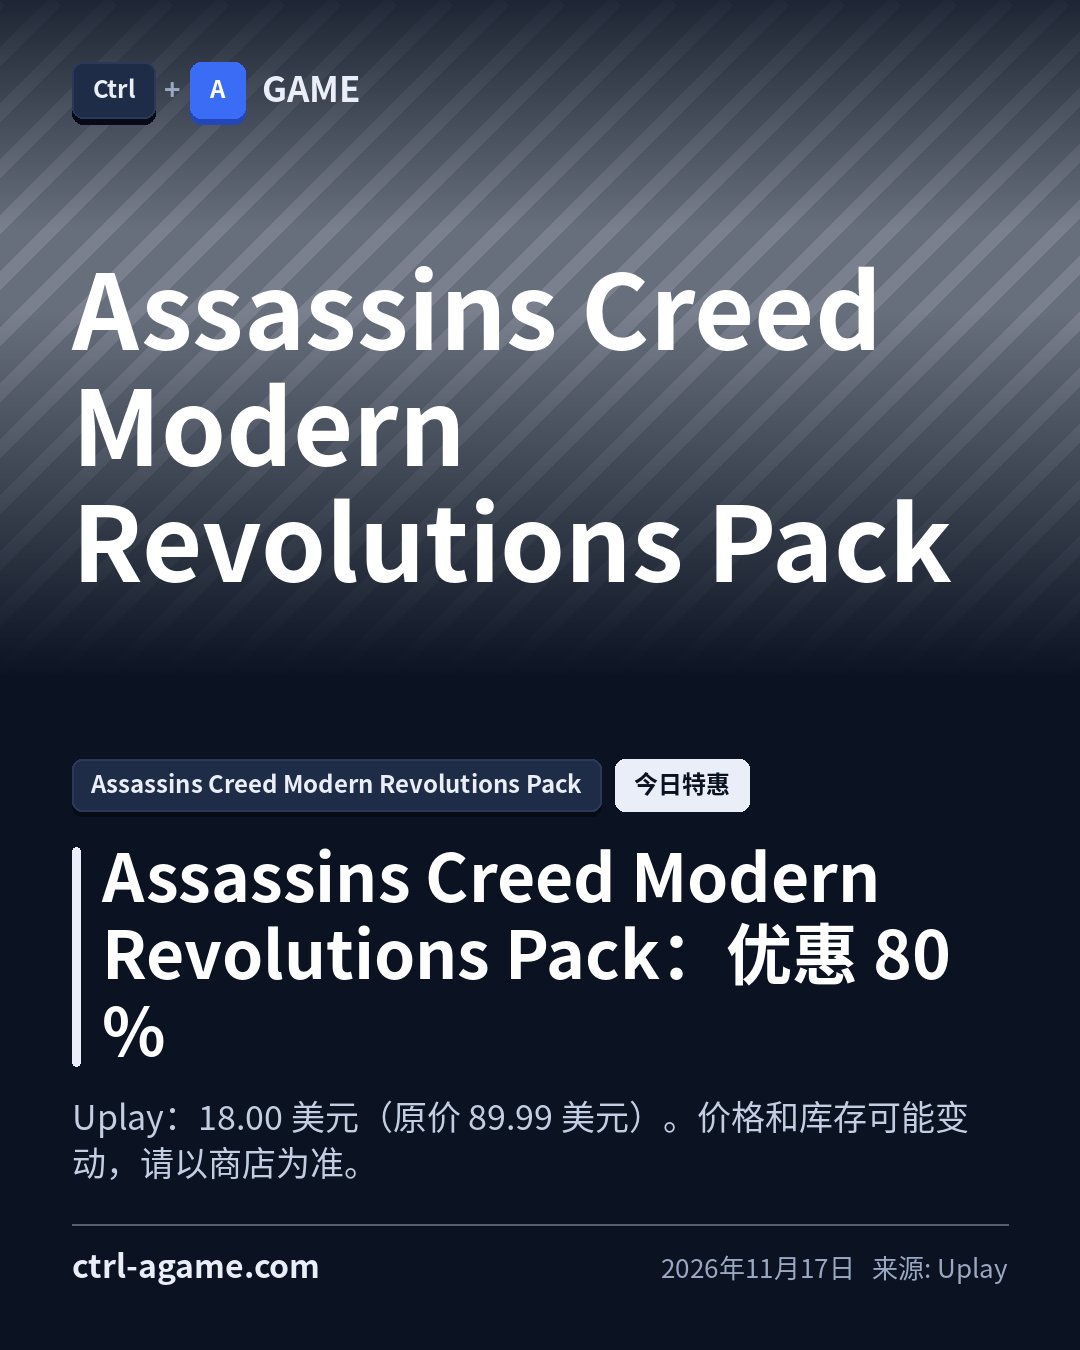 Ctrl + A GAME
Assassins Creed
Modern
Revolutions Pack
Assassins Creed Modern Revolutions Pack 今日特惠
Assassins Creed Modern
Revolutions Pack：优惠 80
%
Uplay：18.00 美元（原价 89.99 美元）。价格和库存可能变
动，请以商店为准。
ctrl-agame.com 2026年11月17日 来源: Uplay